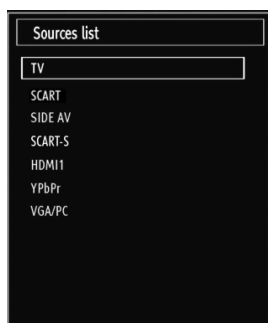 Sources list
TV
SCART
SIDE AV
SCART-S
HDMI1
YPbPr
VGA/PC